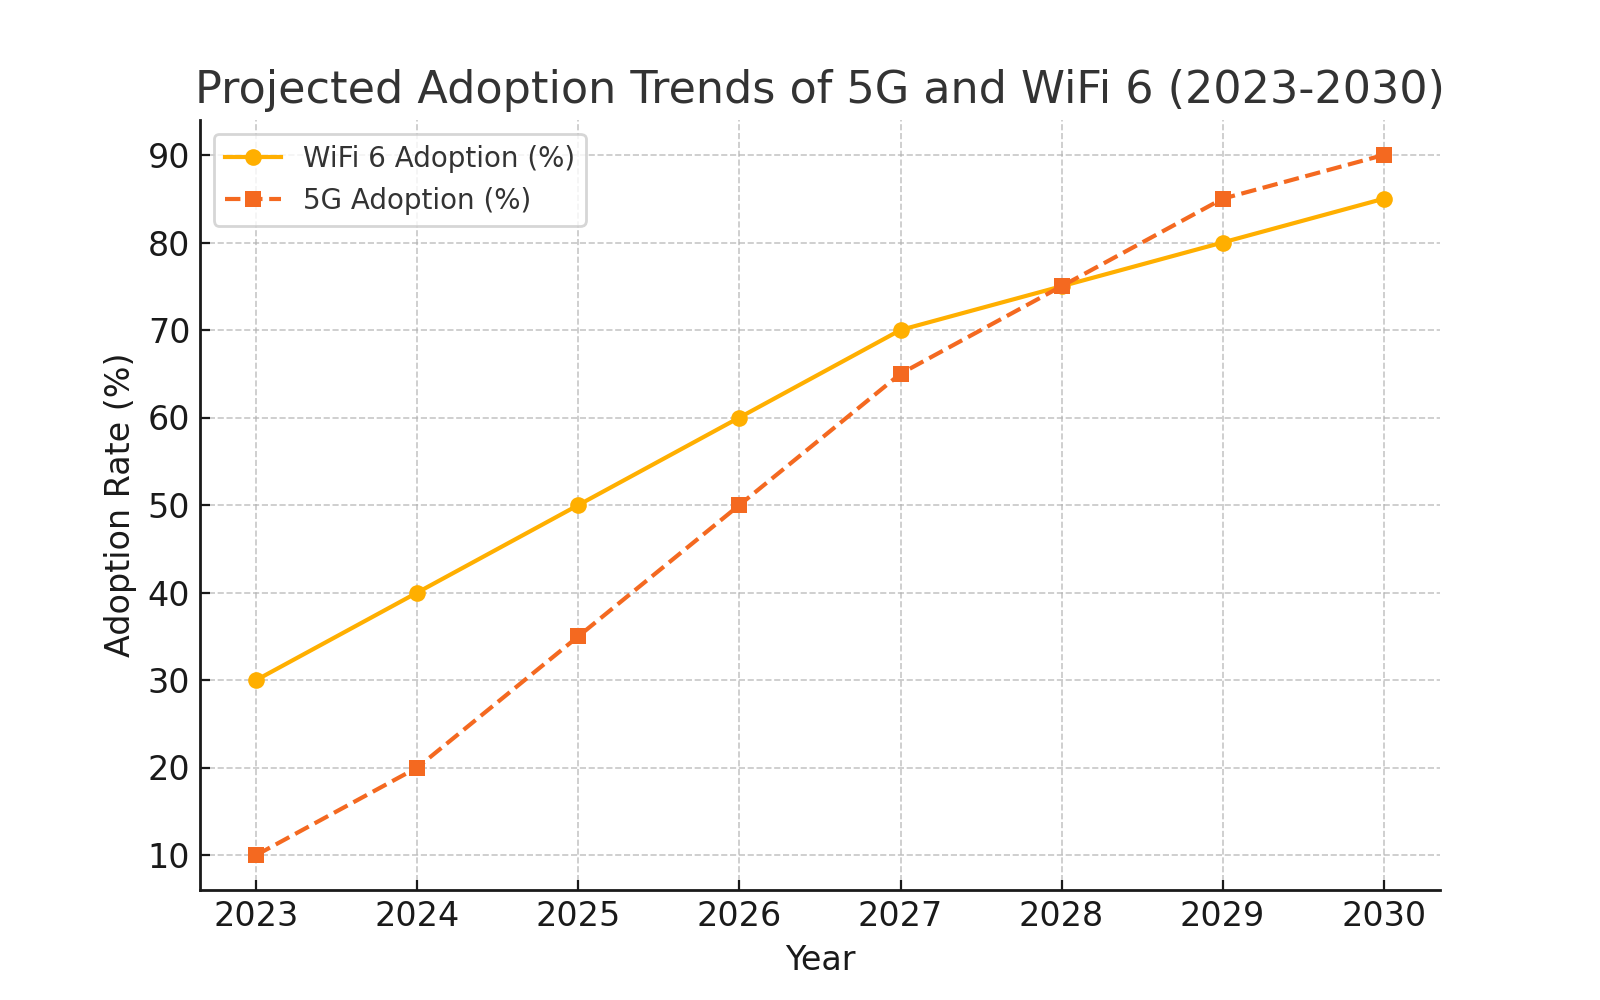 Projected Adoption Trends of 5G and WiFi 6 (2023-2030)
WiFi 6 Adoption (%)
5G Adoption (%)
Adoption Rate (%)
90
80
70
60
50
40
30
20
10
2023 2024 2025 2026 2027 2028 2029 2030
Year